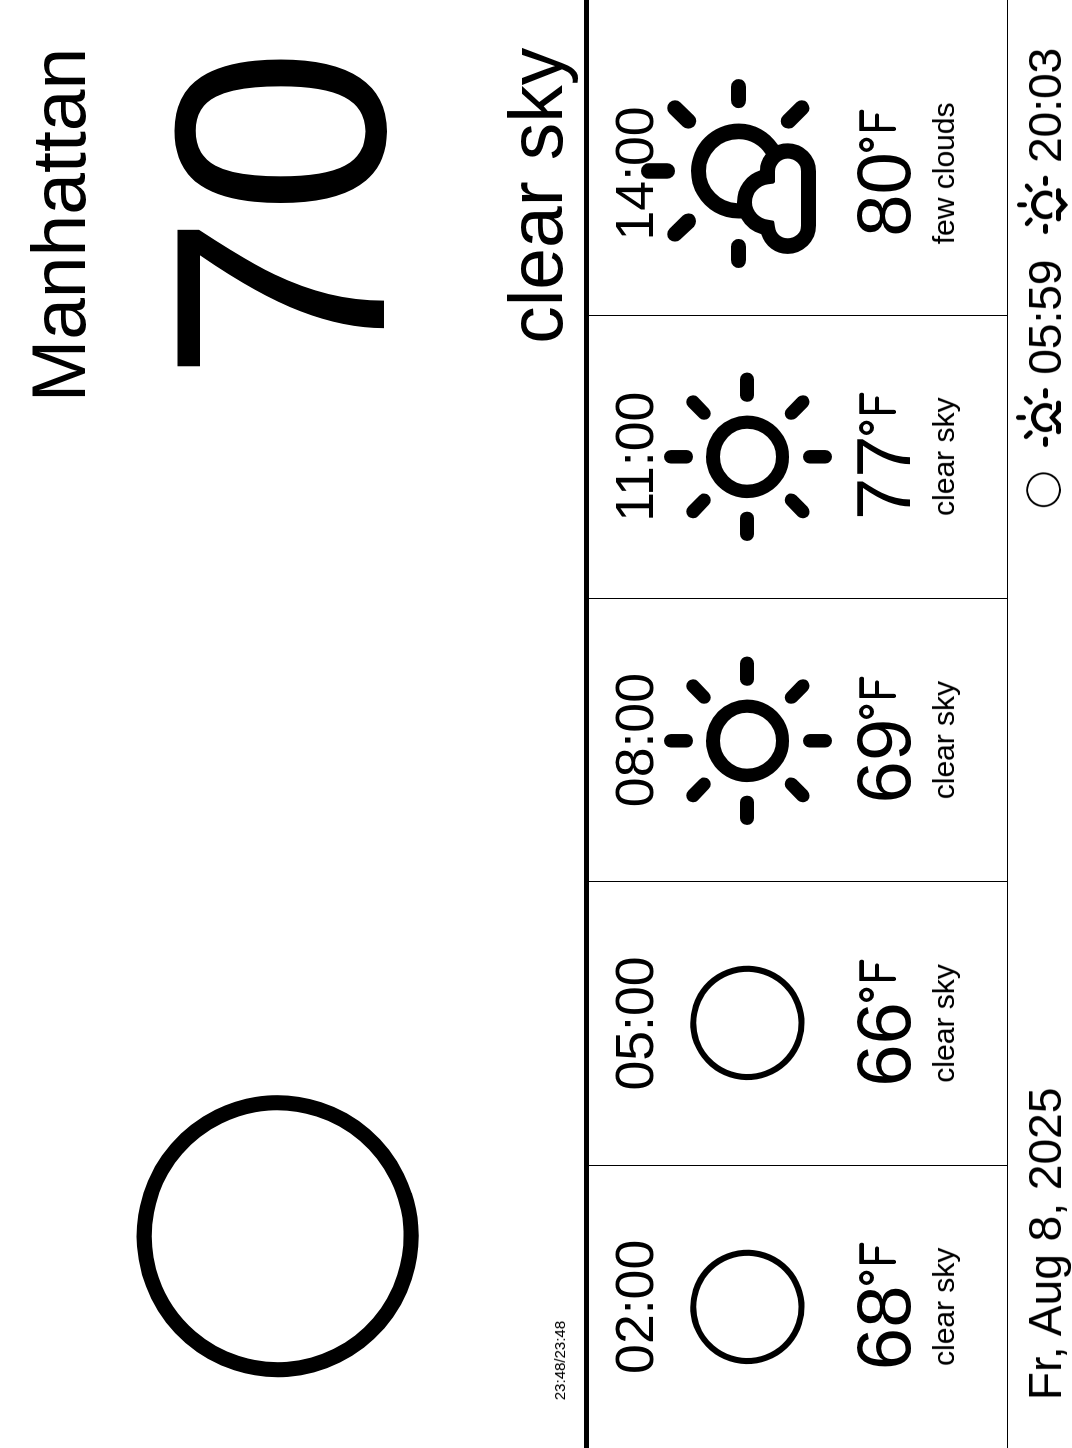 Manhattan
70
clear sky
23:48/23:48
02:00
68°F
clear sky
05:00
66°F
clear sky
08:00
69°F
clear sky
11:00
77°F
clear sky
14:00
80°F
few clouds
Fr, Aug 8, 2025
05:59
20:03